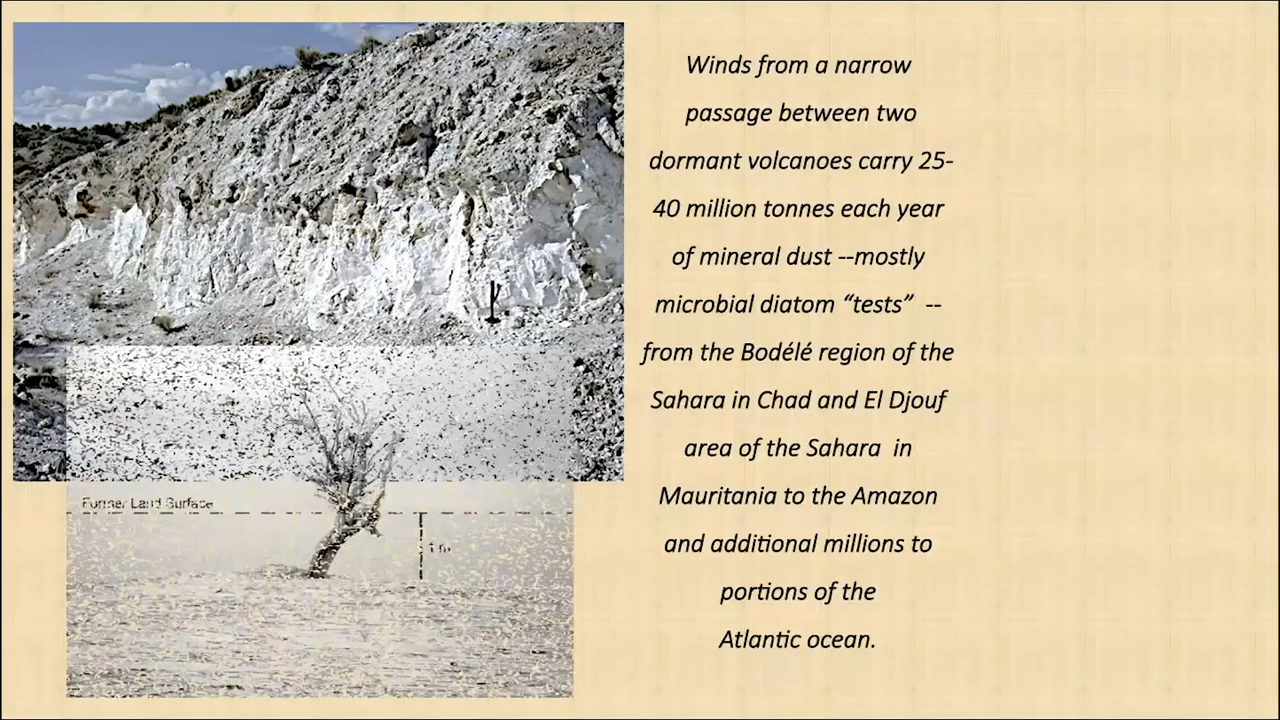 Winds from a narrow
passage between two
dormant volcanoes carry 25-
40 million tonnes each year
of mineral dust --mostly
microbial diatom “tests” --
from the Bodélé region of the
Sahara in Chad and El Djouf
area of the Sahara in
Mauritania to the Amazon
and additional millions to
portions of the
Atlantic ocean.
Former Land Surface
1 m